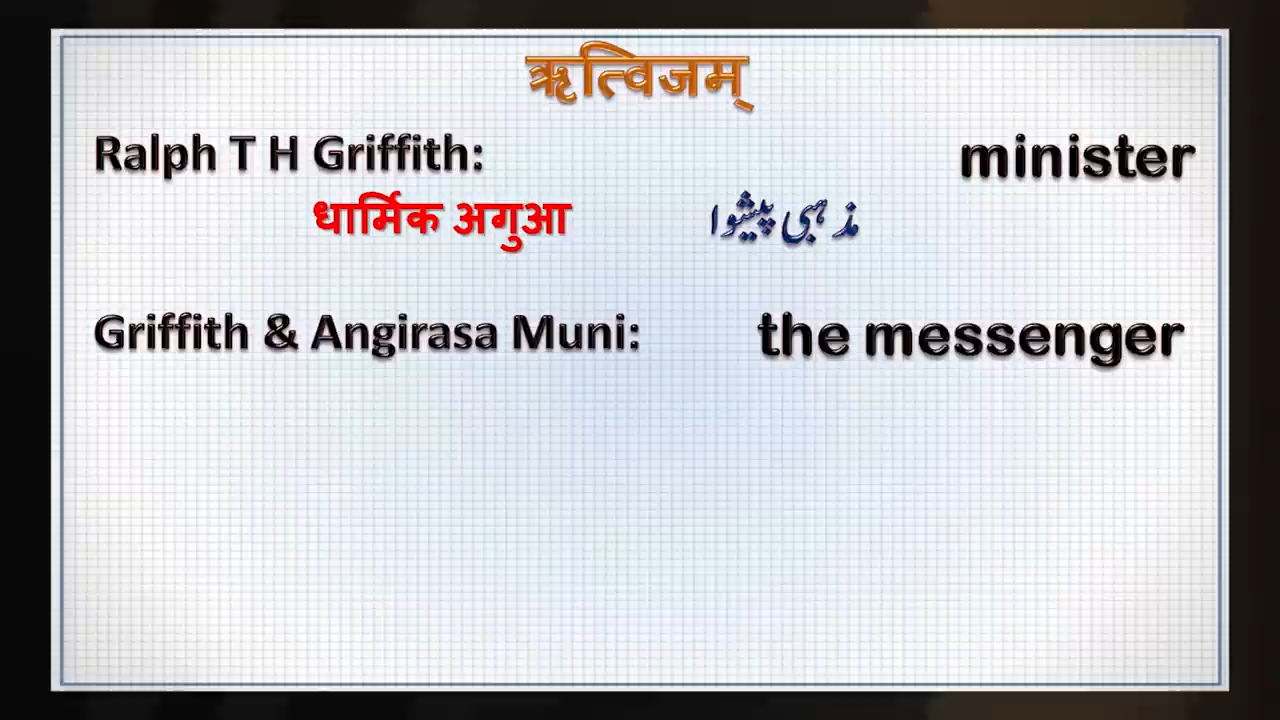 ऋत्विजम्
Ralph T H Griffith: minister
धार्मिक अगुआ مذہبی پیشوا
Griffith & Angirasa Muni: the messenger